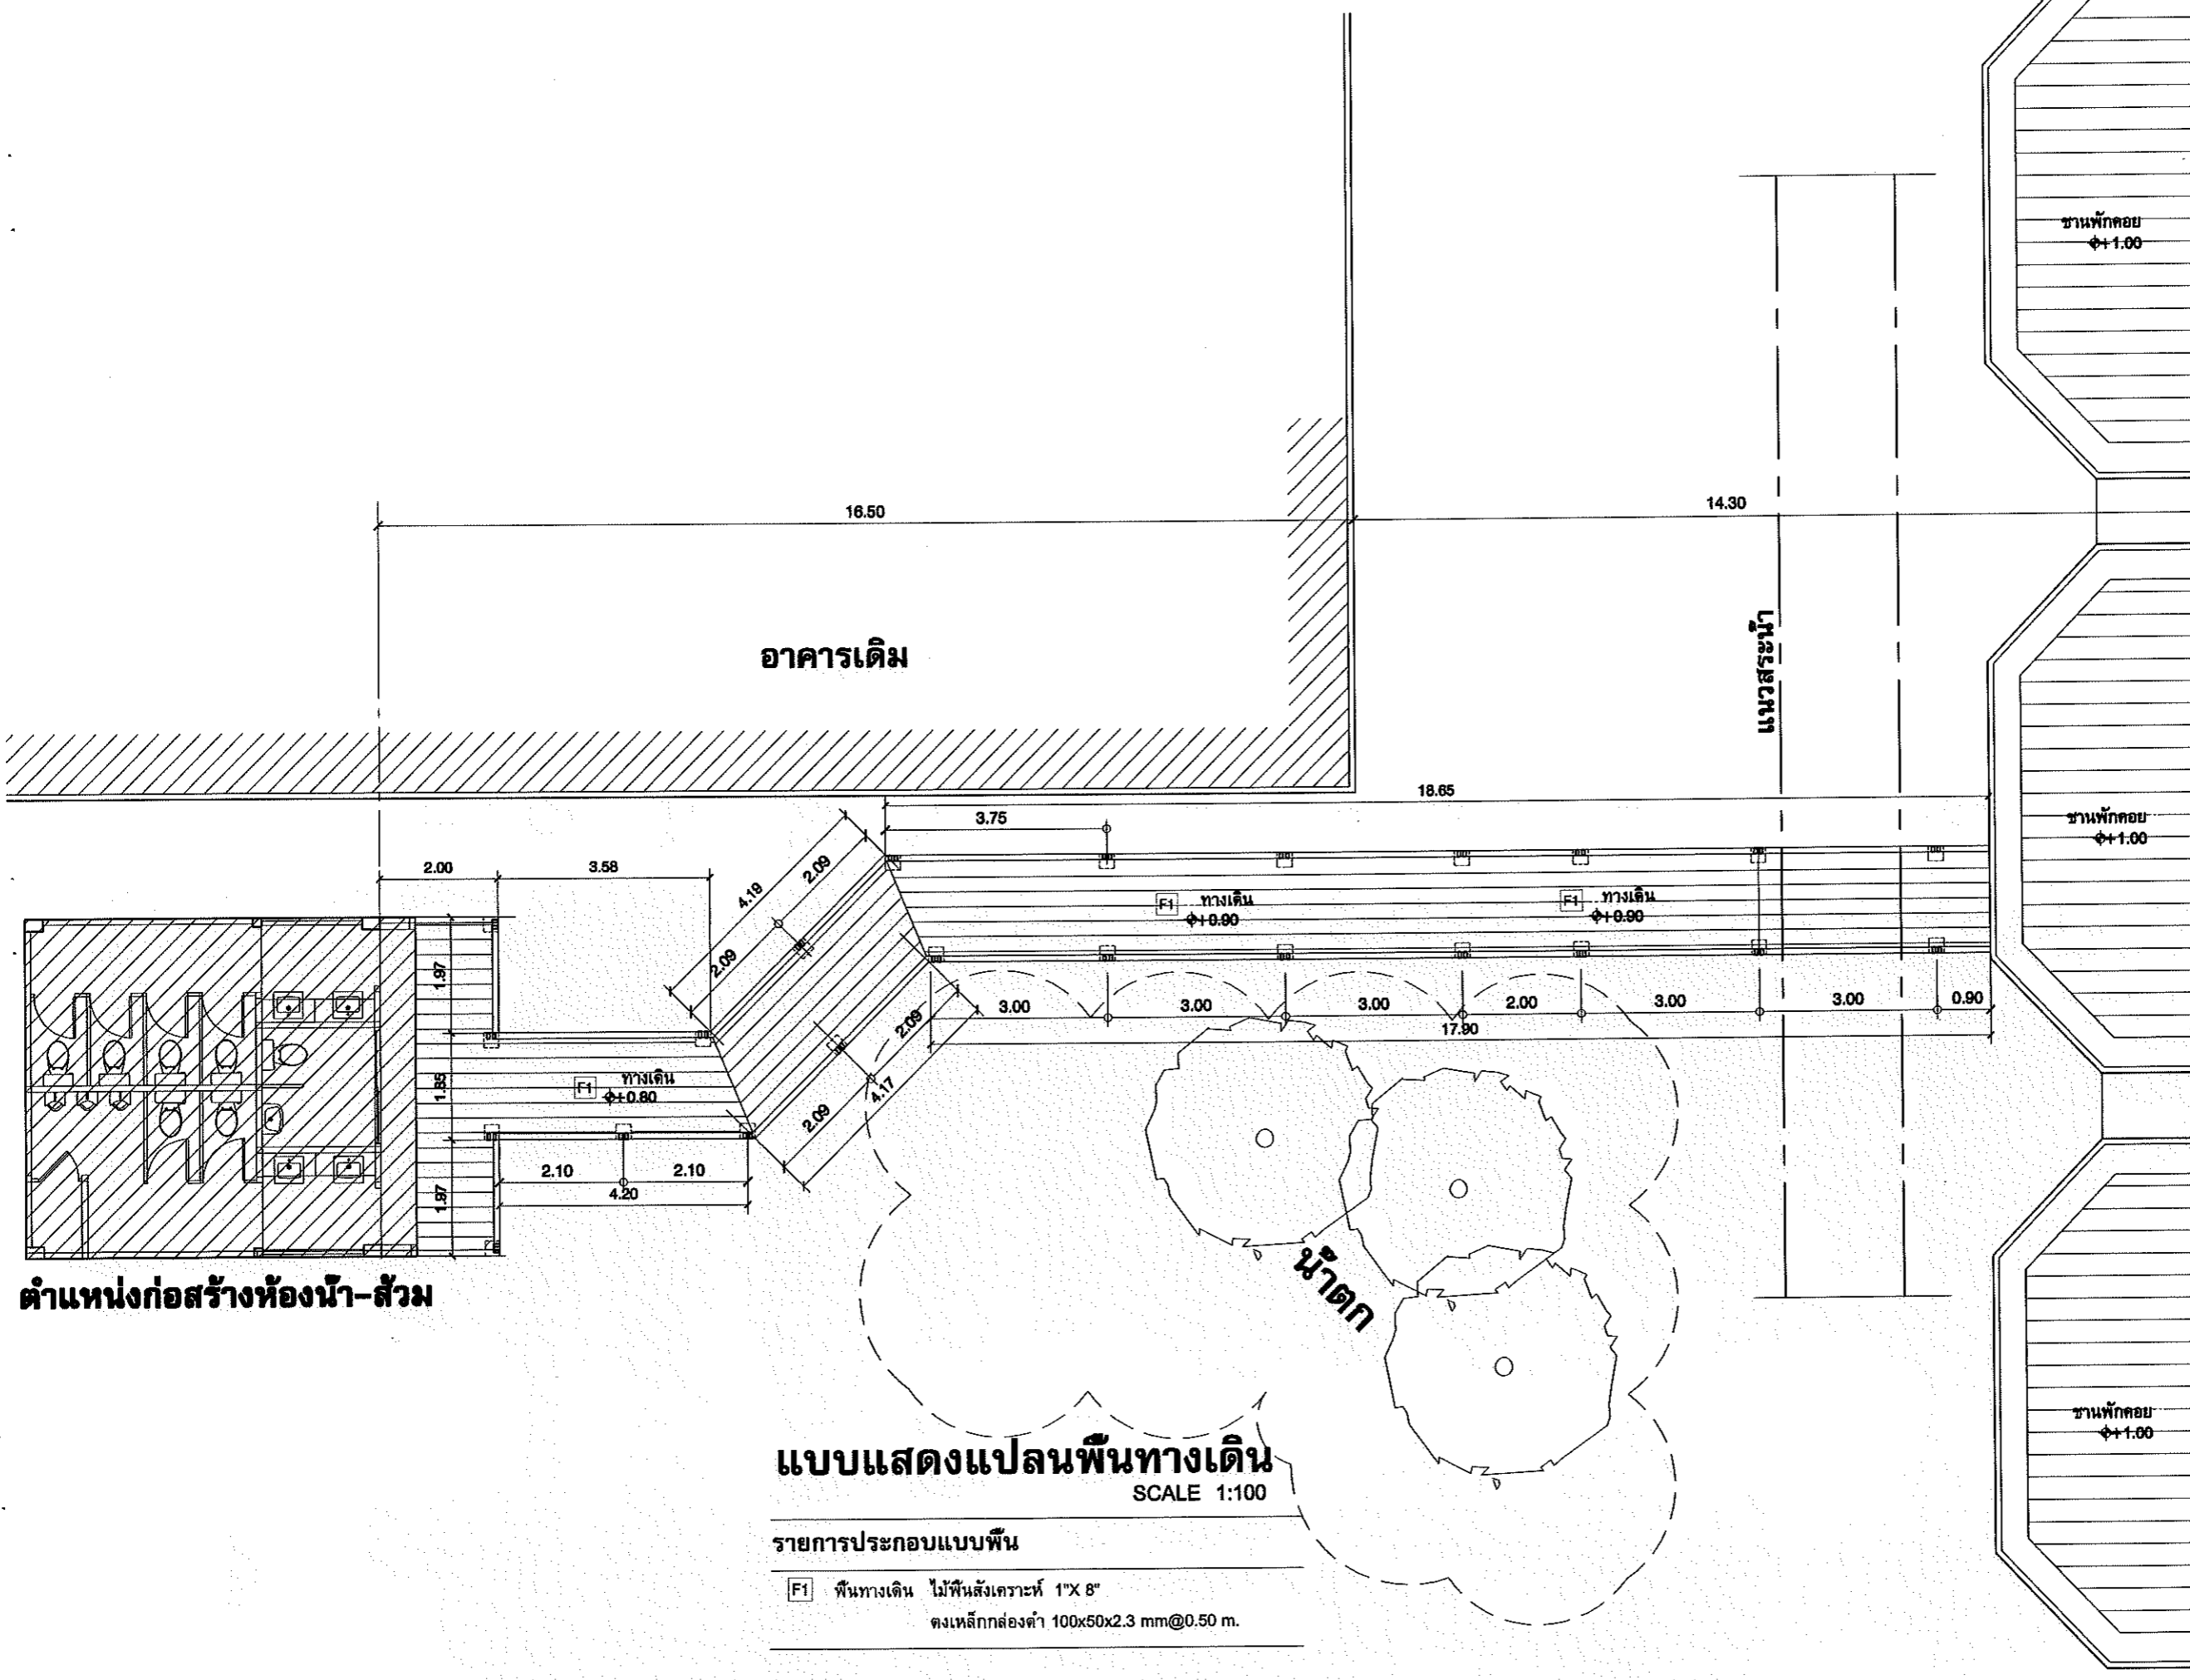 ชานพักคอย
+1.00
16.50
14.30
อาคารเดิม
แนวสระน้ำ
18.65
3.75
ชานพักคอย
+1.00
2.00
3.58
4.19
2.09
2.09
F1 ทางเดิน
+0.90
F1 ทางเดิน
+0.90
1.97
1.85
1.97
3.00
3.00
3.00
2.00
3.00
3.00
0.90
17.90
F1 ทางเดิน
+0.80
2.09
2.09
4.17
2.10
2.10
4.20
น้ำตก
ตำแหน่งก่อสร้างห้องน้ำ-ส้วม
ชานพักคอย
+1.00
แบบแสดงแปลนพื้นทางเดิน
SCALE 1:100
รายการประกอบแบบพื้น
F1 พื้นทางเดิน ไม้พื้นสังเคราะห์ 1"X 8"
ตงเหล็กกล่องดำ 100x50x2.3 mm@0.50 m.